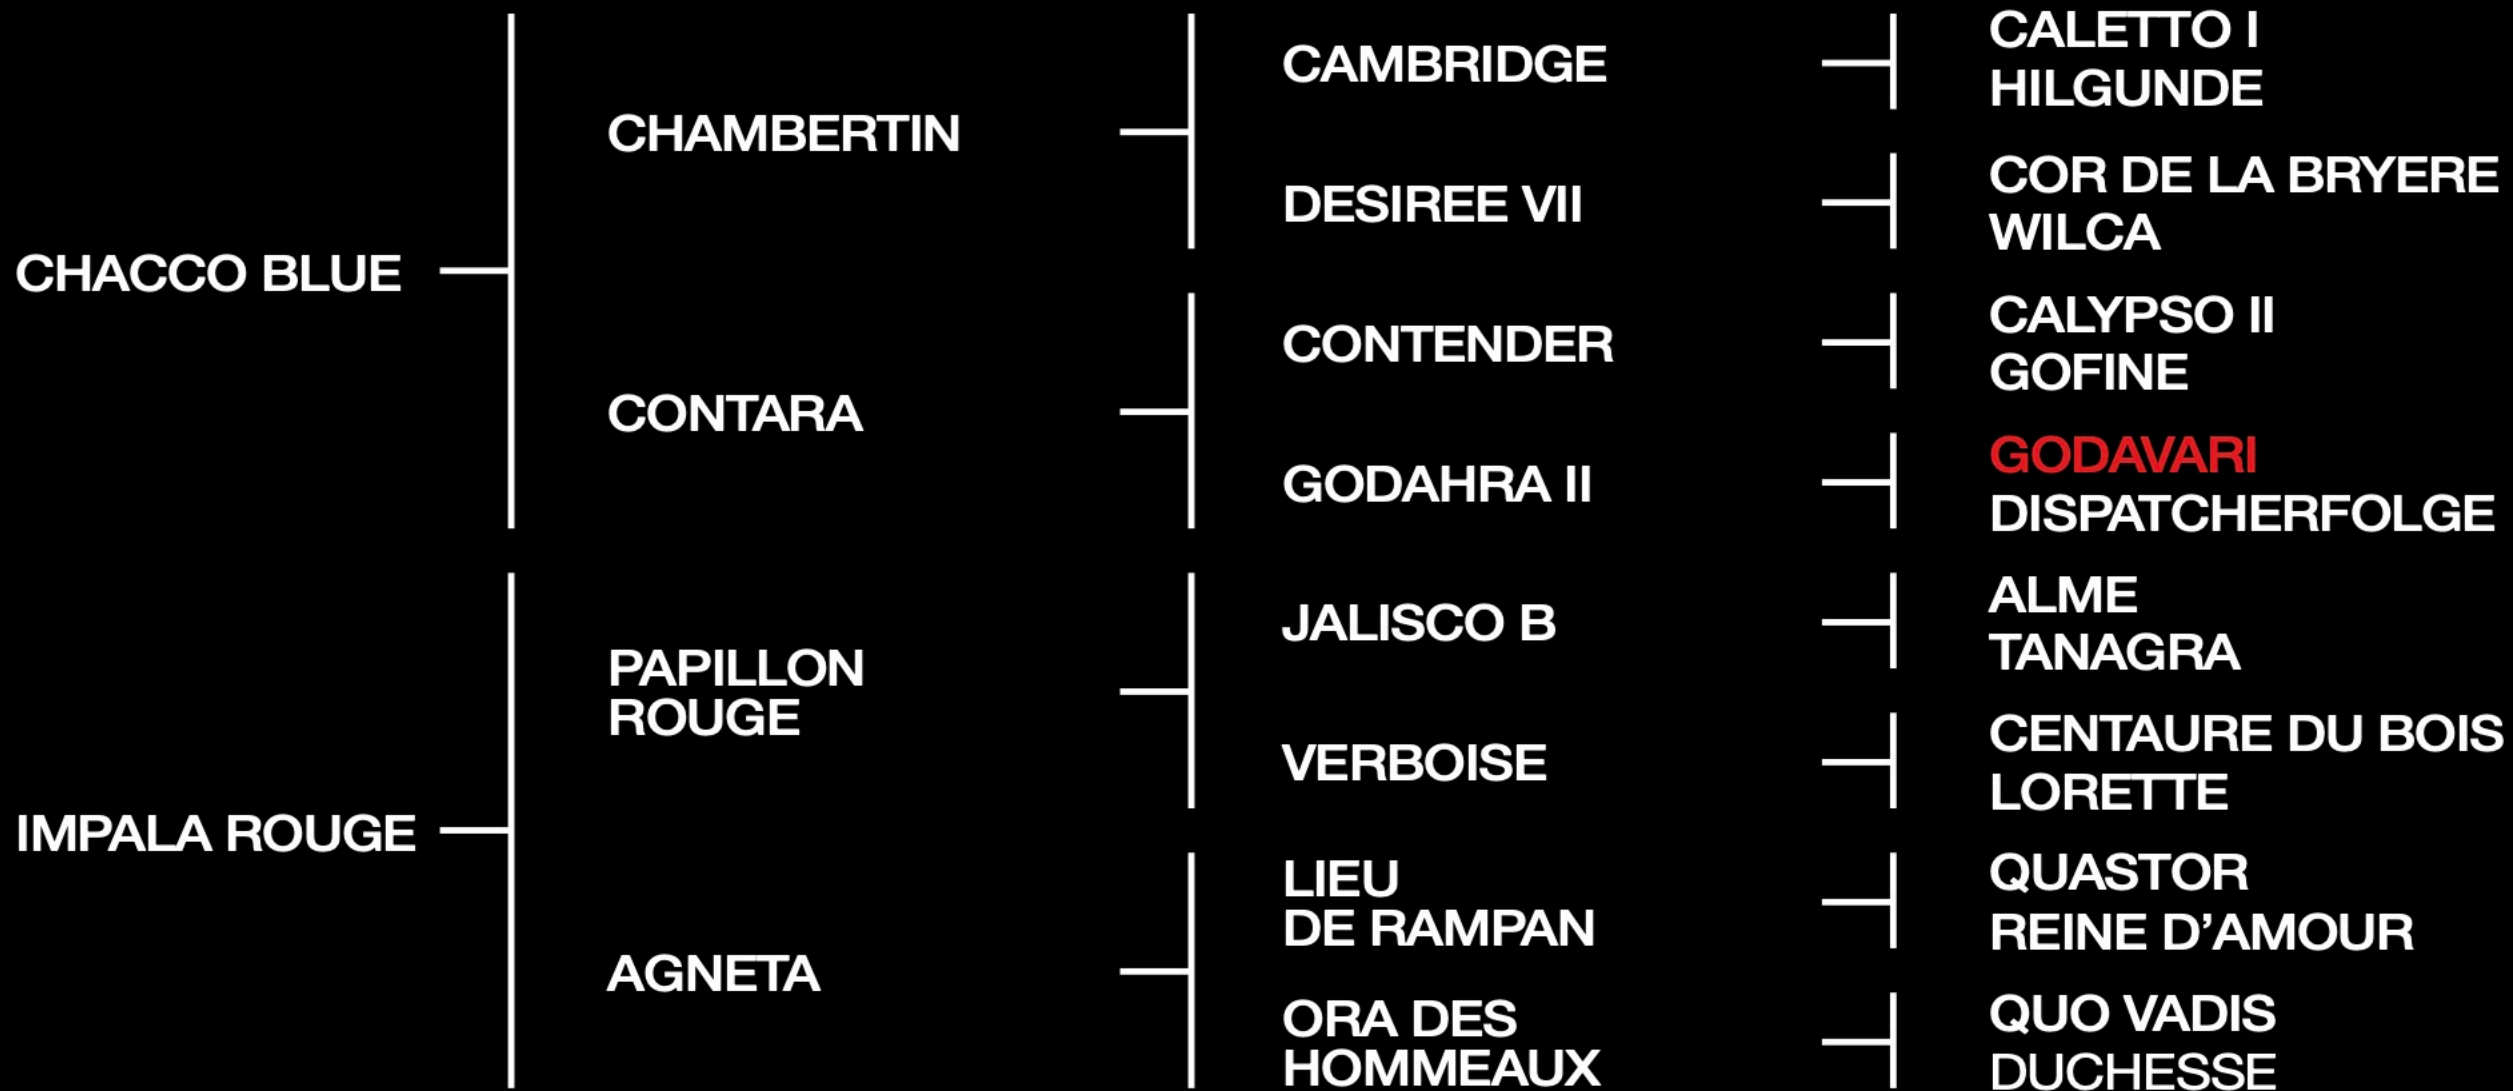 CHACCO BLUE
CHAMBERTIN
CAMBRIDGE
CALETTO I
HILGUNDE
DESIREE VII
COR DE LA BRYERE
WILCA
CONTARA
CONTENDER
CALYPSO II
GOFINE
GODAHRA II
GODAVARI
DISPATCHERFOLGE
IMPALA ROUGE
PAPILLON
ROUGE
JALISCO B
ALME
TANAGRA
VERBOISE
CENTAURE DU BOIS
LORETTE
AGNETA
LIEU
DE RAMPAN
QUASTOR
REINE D’AMOUR
ORA DES
HOMMEAUX
QUO VADIS
DUCHESSE